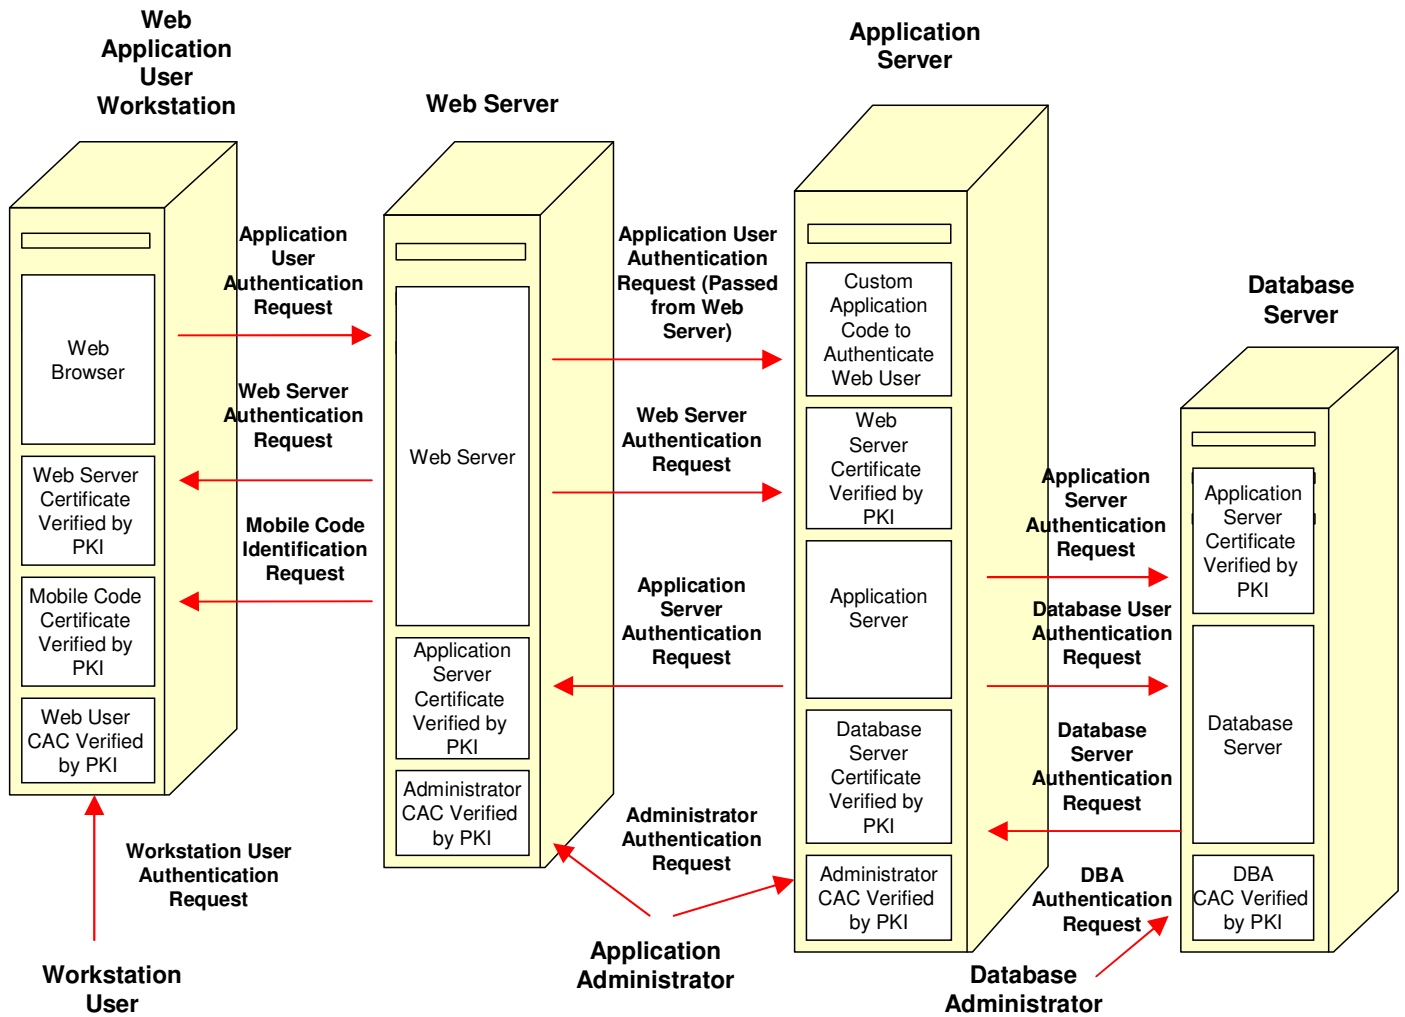 Web
Application
User
Workstation
Web Server
Application
Server
Database
Server
Application
User
Authentication
Request
Web Server
Authentication
Request
Mobile Code
Identification
Request
Application User
Authentication
Request (Passed
from Web
Server)
Web Server
Authentication
Request
Application
Server
Authentication
Request
Administrator
Authentication
Request
Application
Server
Authentication
Request
Database User
Authentication
Request
Database
Server
Authentication
Request
DBA
Authentication
Request
Web
Browser
Web Server
Certificate
Verified by
PKI
Mobile Code
Certificate
Verified by
PKI
Web User
CAC Verified
by PKI
Web Server
Application
Server
Certificate
Verified by
PKI
Administrator
CAC Verified
by PKI
Custom
Application
Code to
Authenticate
Web User
Web
Server
Certificate
Verified by
PKI
Application
Server
Database
Server
Certificate
Verified by
PKI
Administrator
CAC Verified
by PKI
Application
Server
Certificate
Verified by
PKI
Database
Server
DBA
CAC Verified
by PKI
Workstation User
Authentication
Request
Workstation
User
Application
Administrator
Database
Administrator